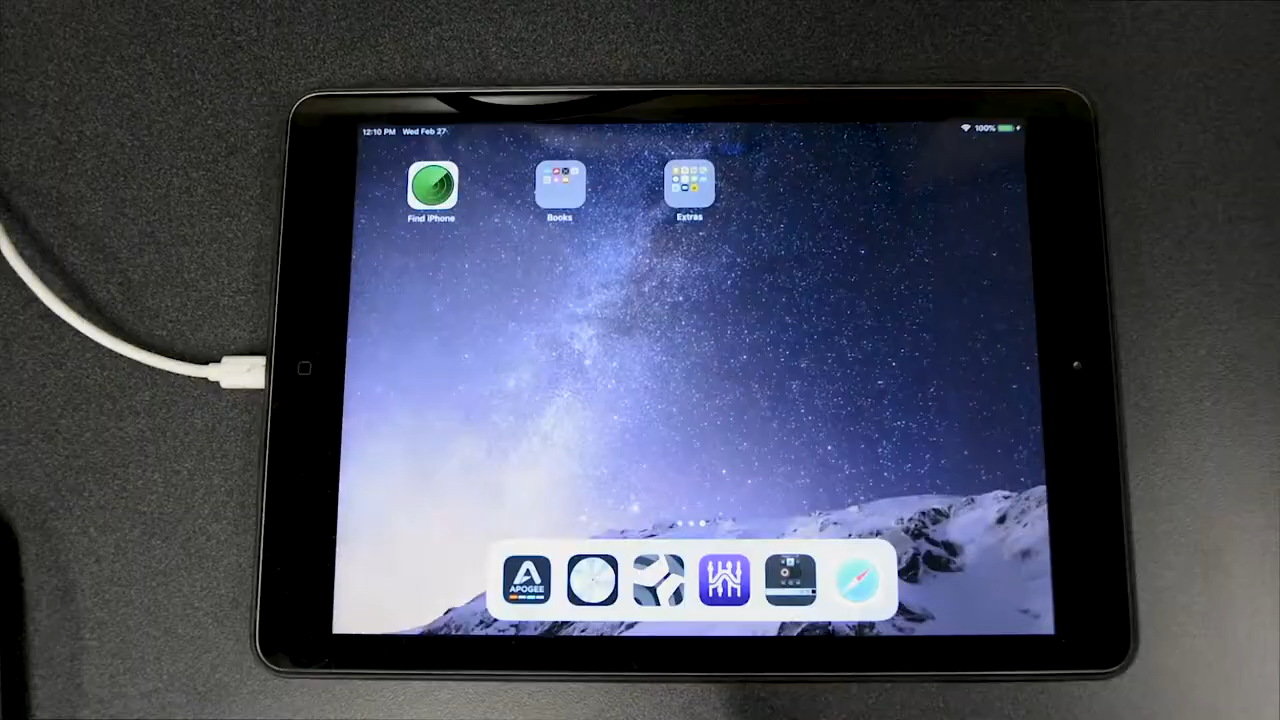 12:10 PM Wed Feb 27
100%
Find iPhone
Books
Extras
APOGEE